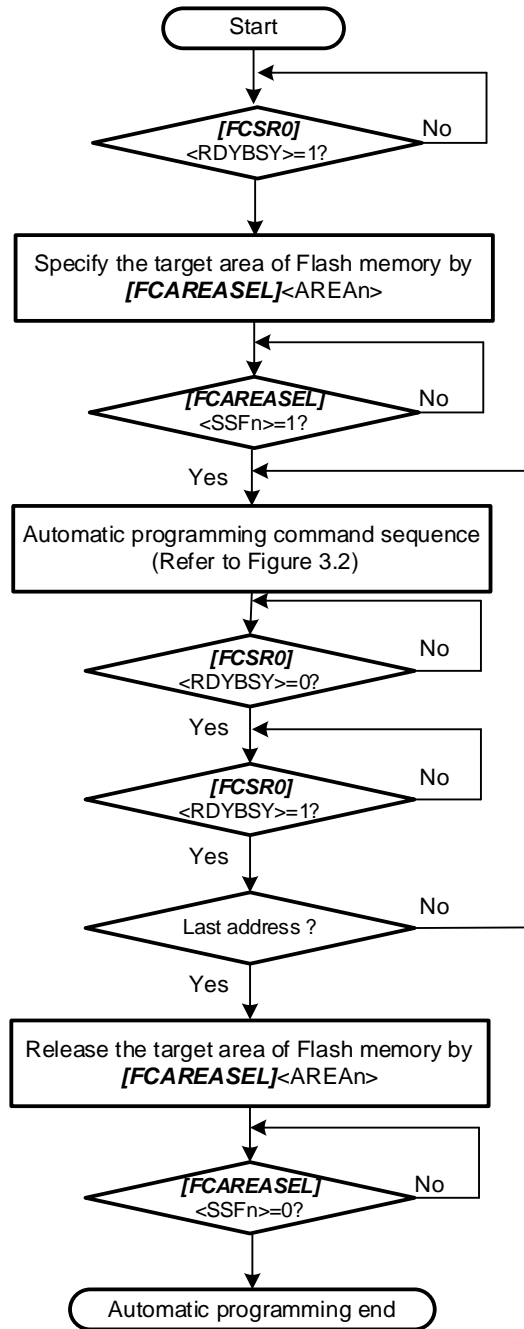 Start
[FCSR0]
<RDYBSY>=1?
No
Specify the target area of Flash memory by
[FCAREASEL]<AREAn>
[FCAREASEL]
<SSFn>=1?
No
Yes
Automatic programming command sequence
(Refer to Figure 3.2)
[FCSR0]
<RDYBSY>=0?
No
Yes
[FCSR0]
<RDYBSY>=1?
No
Yes
Last address ?
No
Yes
Release the target area of Flash memory by
[FCAREASEL]<AREAn>
[FCAREASEL]
<SSFn>=0?
No
Automatic programming end